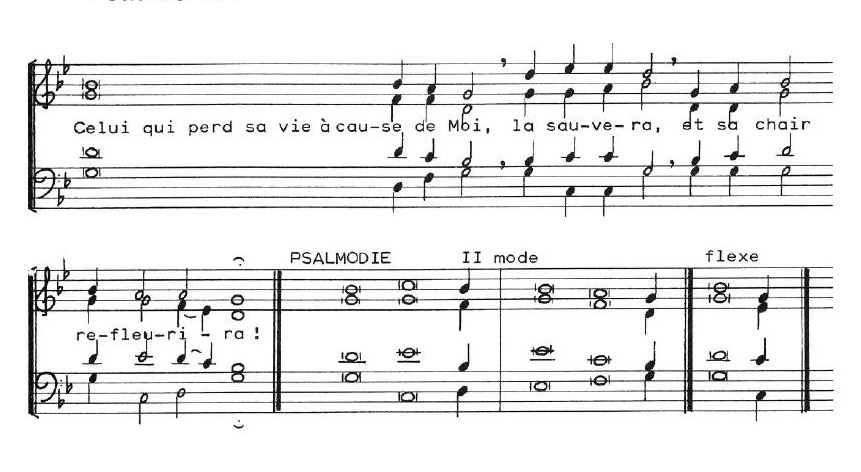 Celui qui perd sa vie à cau-se de Moi, la sau-ve-ra, et sa chair
PSALMODIE II mode flexe
re-fleu-ri - ra !